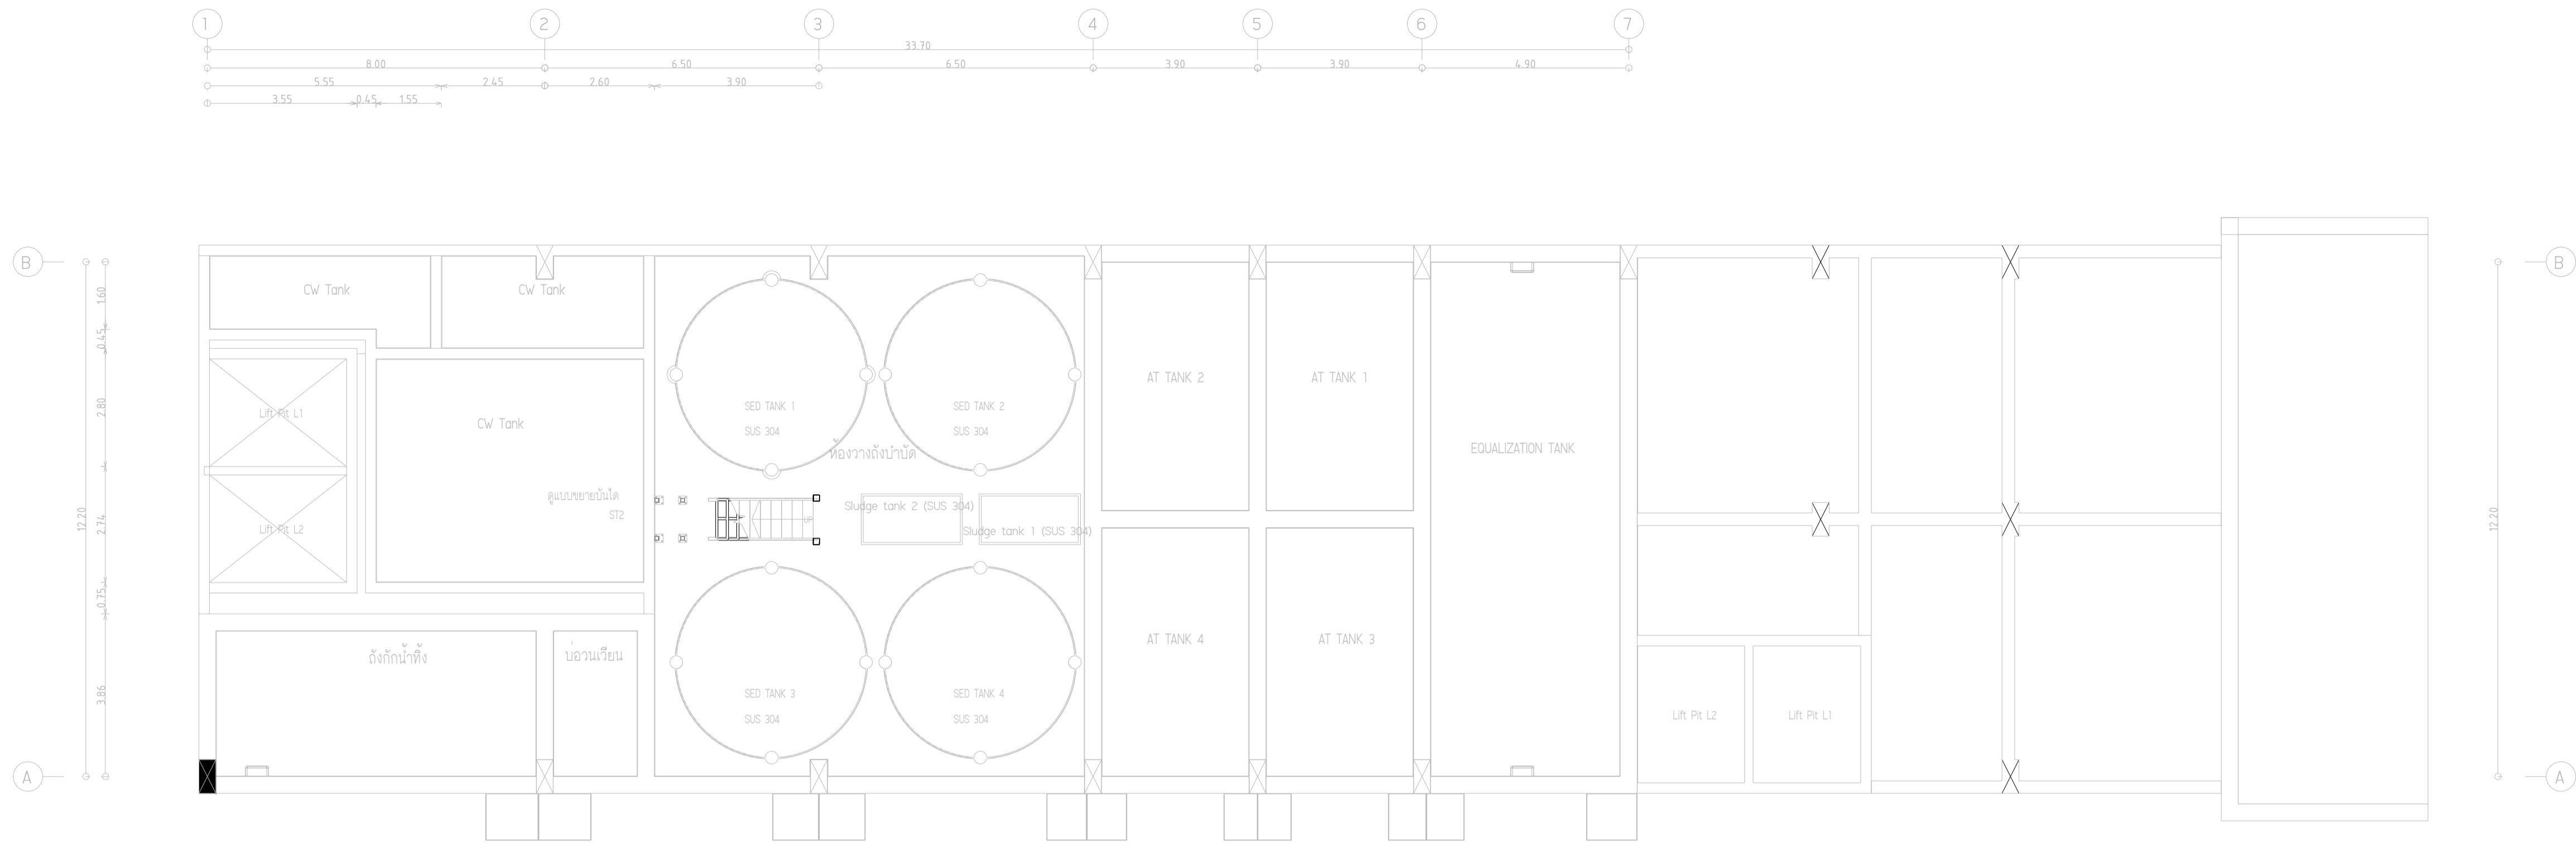 1 2 3 4 5 6 7
33.70
8.00 6.50 6.50 3.90 3.90 4.90
5.55 2.45 2.60 3.90
3.55 0.45 1.55
B B
1.60
0.45
2.80
2.74
0.75
3.86
12.20
12.20
CW Tank CW Tank
AT TANK 2 AT TANK 1
SED TANK 1 SED TANK 2
SUS 304 SUS 304
Lift Pit L1
CW Tank
ห้องวางถังบำบัด
EQUALIZATION TANK
ดูแบบขยายบันได
ST2
Sludge tank 2 (SUS 304)
UP
Lift Pit L2
Sludge tank 1 (SUS 304)
ถังกักน้ำทิ้ง
บ่อวนเวียน
AT TANK 4 AT TANK 3
SED TANK 3 SED TANK 4
SUS 304 SUS 304
Lift Pit L2 Lift Pit L1
A A